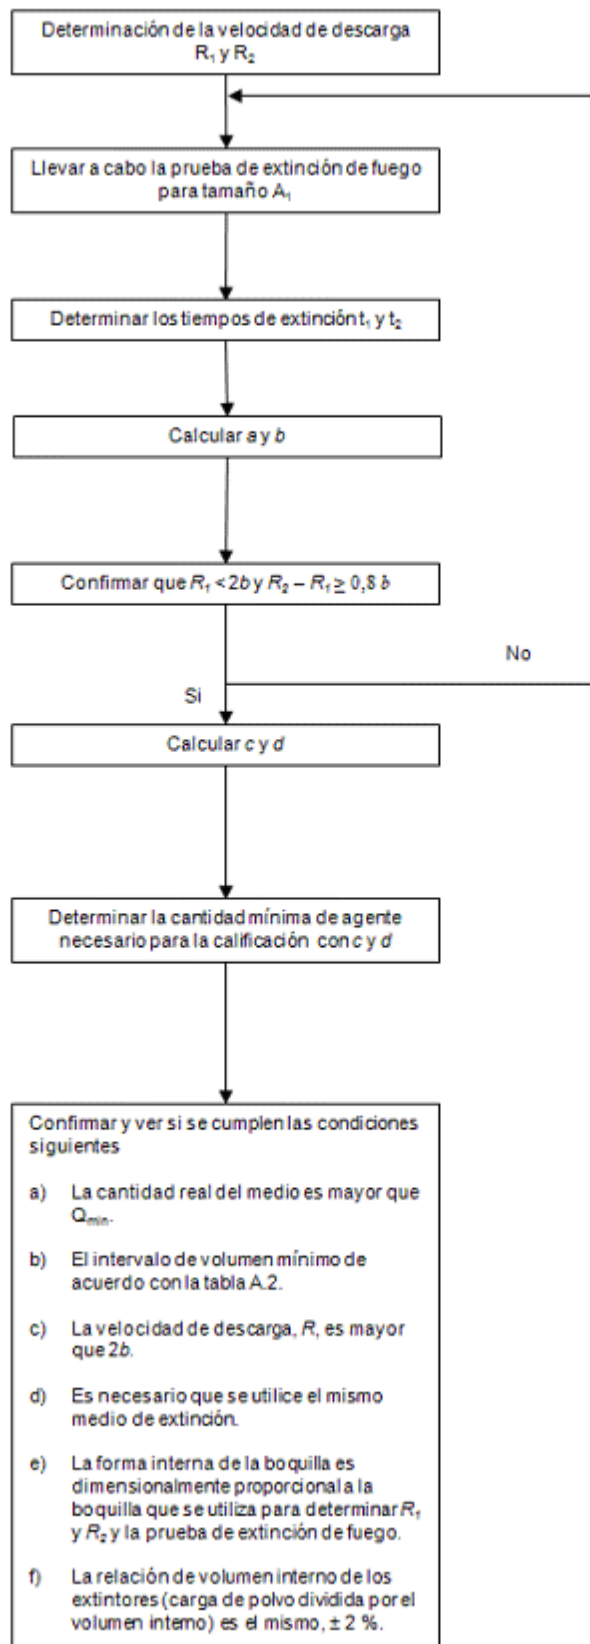 Determinación de la velocidad de descarga
R₁ y R₂
Llevar a cabo la prueba de extinción de fuego
para tamaño A₁
Determinar los tiempos de extinción t₁ y t₂
Calcular a y b
Confirmar que R₁ < 2b y R₂ – R₁ ≥ 0,8 b
No
Si
Calcular c y d
Determinar la cantidad mínima de agente
necesario para la calificación con c y d
Confirmar y ver si se cumplen las condiciones
siguientes
a) La cantidad real del medio es mayor que
Qmin.
b) El intervalo de volumen mínimo de
acuerdo con la tabla A.2.
c) La velocidad de descarga, R, es mayor
que 2b.
d) Es necesario que se utilice el mismo
medio de extinción.
e) La forma interna de la boquilla es
dimensionalmente proporcional a la
boquilla que se utiliza para determinar R₁
y R₂ y la prueba de extinción de fuego.
f) La relación de volumen interno de los
extintores (carga de polvo dividida por el
volumen interno) es el mismo, ± 2 %.